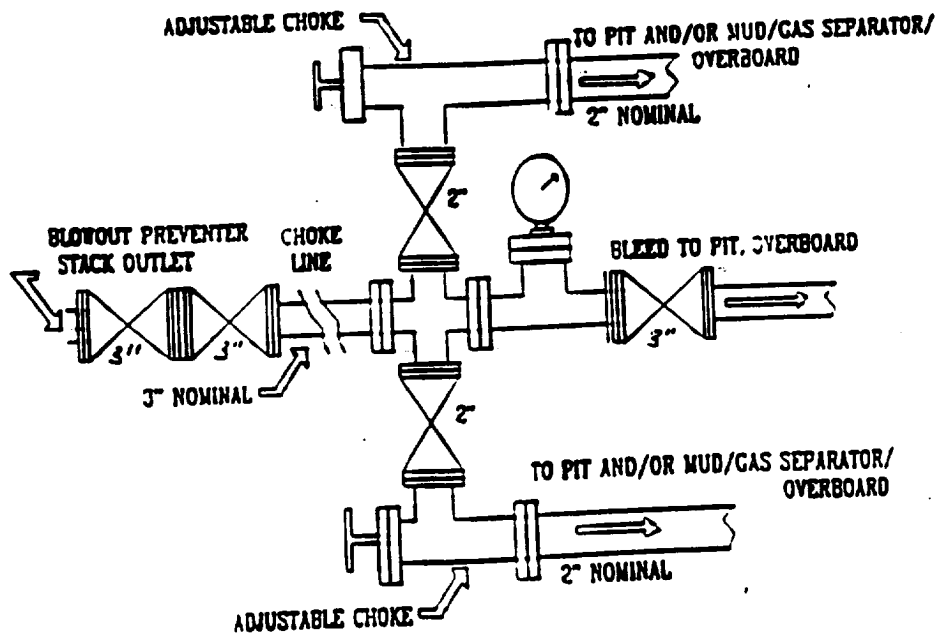 ADJUSTABLE CHOKE
TO PIT AND/OR MUD/GAS SEPARATOR/
OVERBOARD
2" NOMINAL
2"
BLOWOUT PREVENTER
STACK OUTLET
CHOKE
LINE
BLEED TO PIT, OVERBOARD
3"
3"
3"
3" NOMINAL
2"
TO PIT AND/OR MUD/GAS SEPARATOR/
OVERBOARD
2" NOMINAL
ADJUSTABLE CHOKE